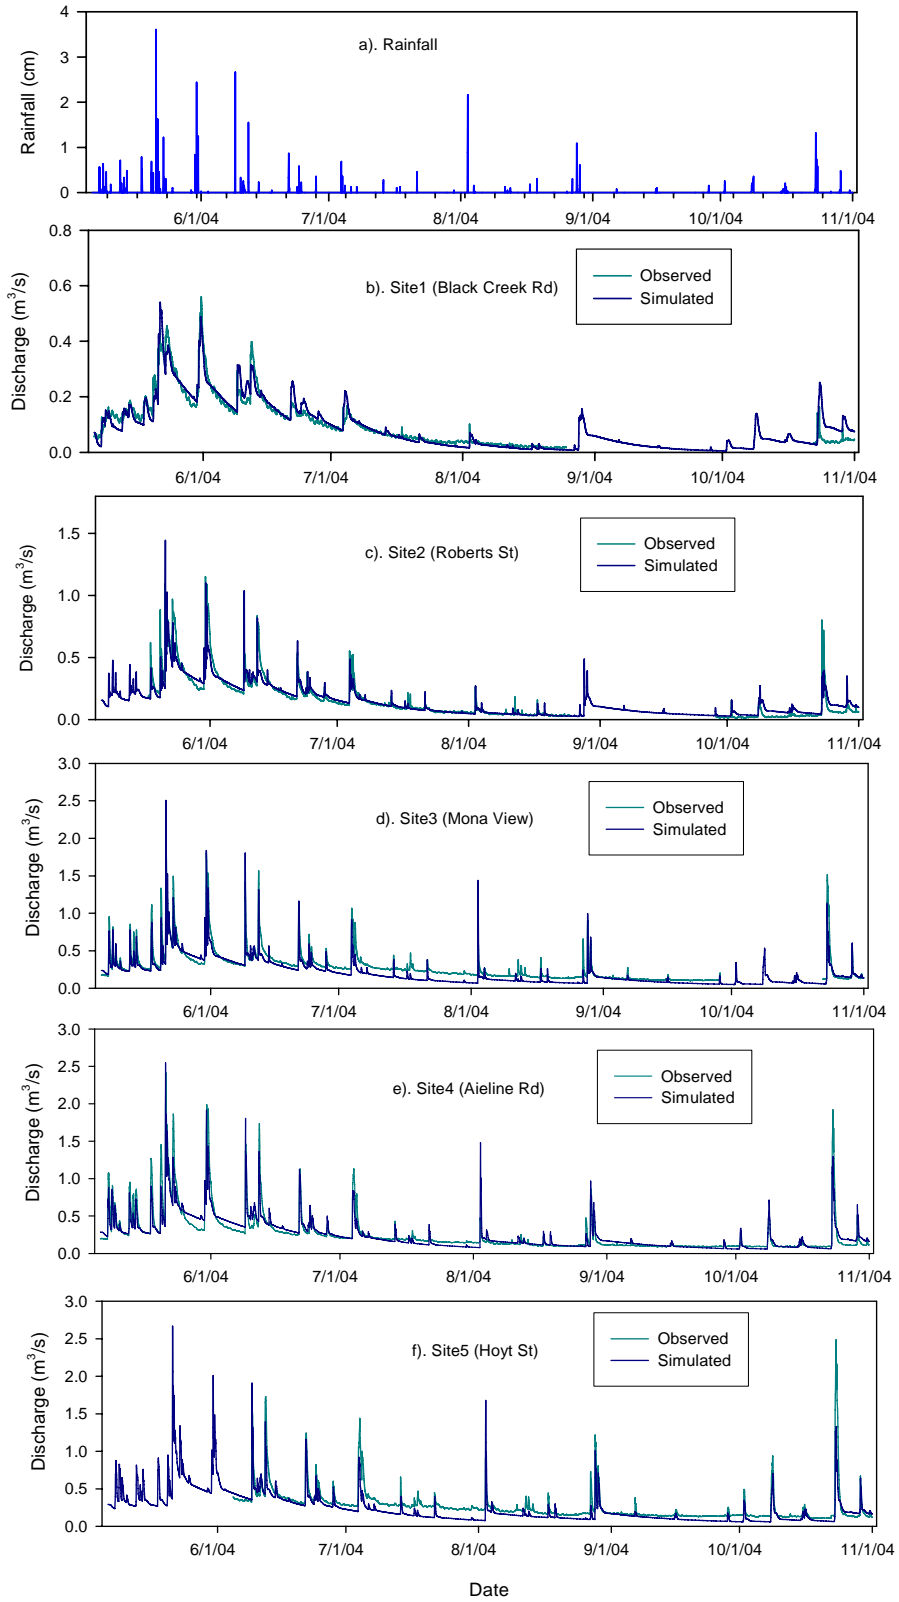 4
3
2
1
0
Rainfall (cm)
a). Rainfall
6/1/04 7/1/04 8/1/04 9/1/04 10/1/04 11/1/04
0.8
0.6
0.4
0.2
0.0
Discharge (m³/s)
b). Site1 (Black Creek Rd)
Observed
Simulated
6/1/04 7/1/04 8/1/04 9/1/04 10/1/04 11/1/04
1.5
1.0
0.5
0.0
Discharge (m³/s)
c). Site2 (Roberts St)
Observed
Simulated
6/1/04 7/1/04 8/1/04 9/1/04 10/1/04 11/1/04
3.0
2.5
2.0
1.5
1.0
0.5
0.0
Discharge (m³/s)
d). Site3 (Mona View)
Observed
Simulated
6/1/04 7/1/04 8/1/04 9/1/04 10/1/04 11/1/04
3.0
2.5
2.0
1.5
1.0
0.5
0.0
Discharge (m³/s)
e). Site4 (Aieline Rd)
Observed
Simulated
6/1/04 7/1/04 8/1/04 9/1/04 10/1/04 11/1/04
3.0
2.5
2.0
1.5
1.0
0.5
0.0
Discharge (m³/s)
f). Site5 (Hoyt St)
Observed
Simulated
6/1/04 7/1/04 8/1/04 9/1/04 10/1/04 11/1/04
Date